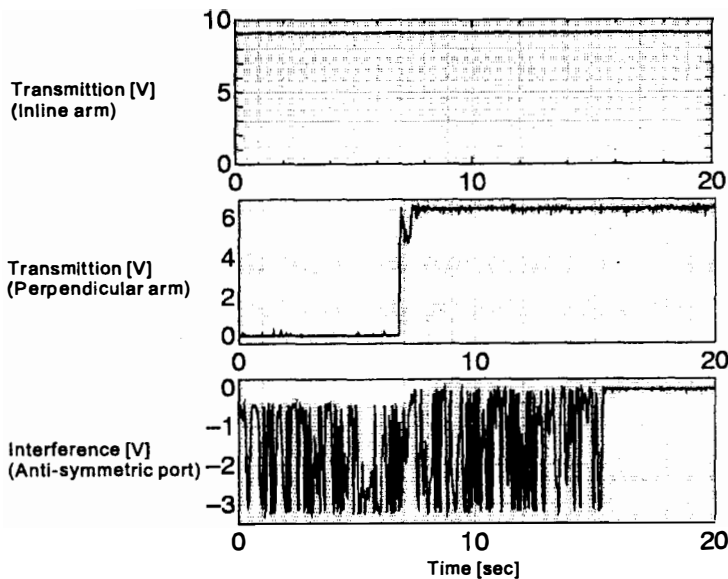 10
Transmittion [V]
(Inline arm)
5
0
0 10 20
6
Transmittion [V]
(Perpendicular arm)
4
2
0
0 10 20
0
Interference [V]
(Anti-symmetric port)
−1
−2
−3
0 10 20
Time [sec]